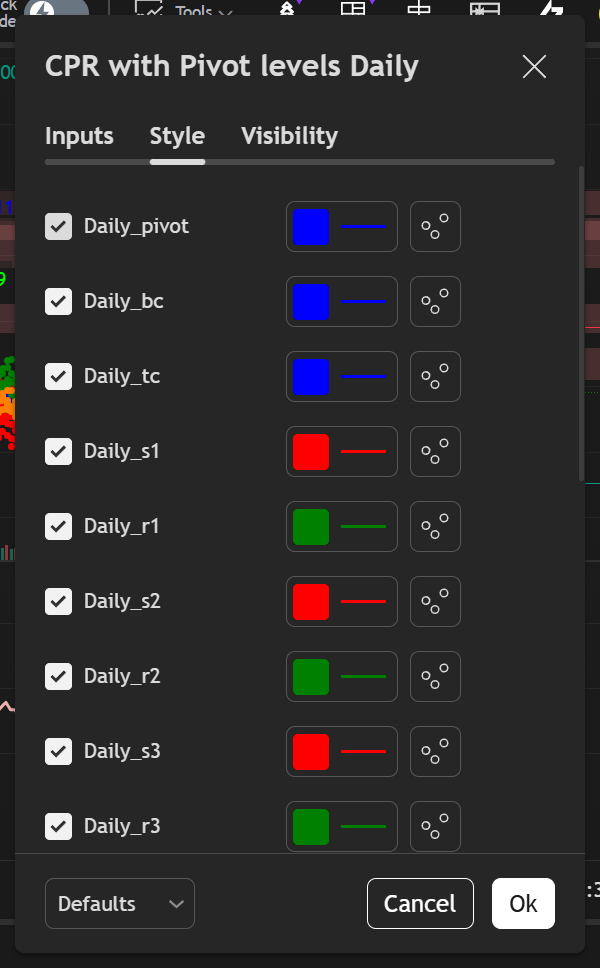 Tools
CPR with Pivot levels Daily
Inputs Style Visibility
Daily_pivot
Daily_bc
Daily_tc
Daily_s1
Daily_r1
Daily_s2
Daily_r2
Daily_s3
Daily_r3
Defaults
Cancel Ok